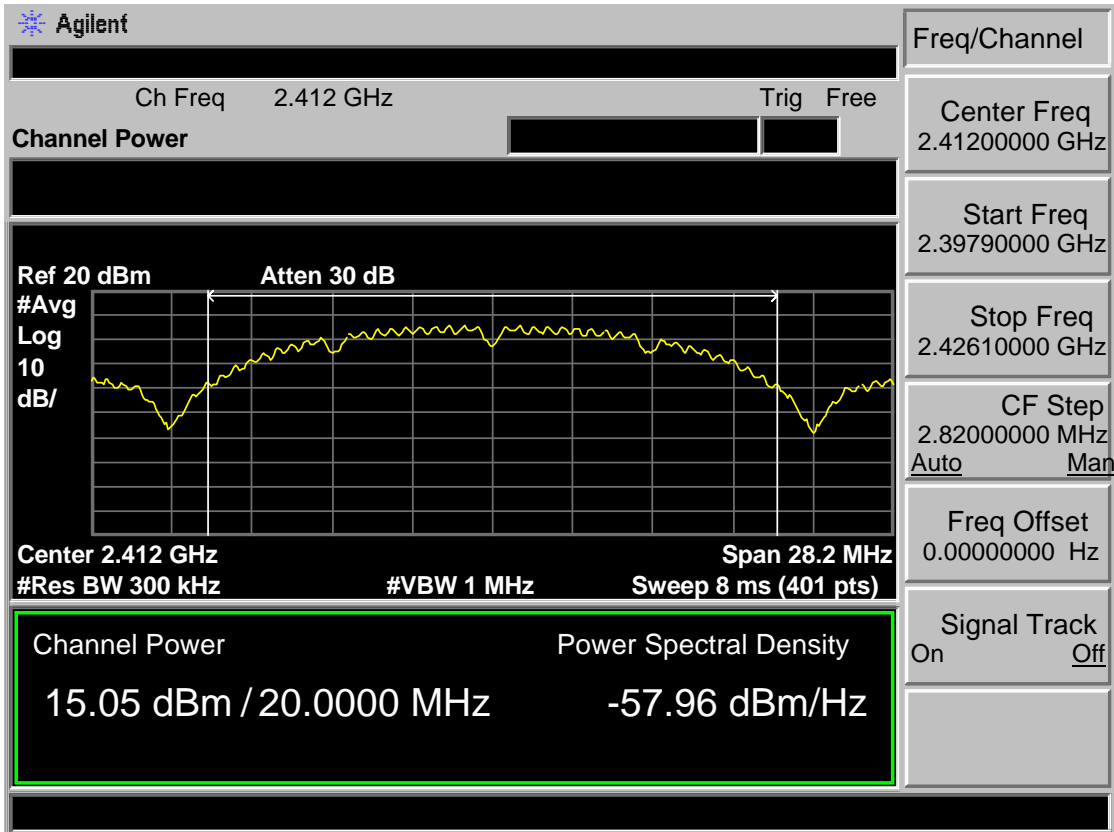 Agilent
Ch Freq 2.412 GHz Trig Free
Channel Power
Ref 20 dBm Atten 30 dB
#Avg
Log
10
dB/
Center 2.412 GHz Span 28.2 MHz
#Res BW 300 kHz #VBW 1 MHz Sweep 8 ms (401 pts)
Channel Power Power Spectral Density
15.05 dBm / 20.0000 MHz -57.96 dBm/Hz
Freq/Channel
Center Freq
2.41200000 GHz
Start Freq
2.39790000 GHz
Stop Freq
2.42610000 GHz
CF Step
2.82000000 MHz
Auto Man
Freq Offset
0.00000000 Hz
Signal Track
On Off